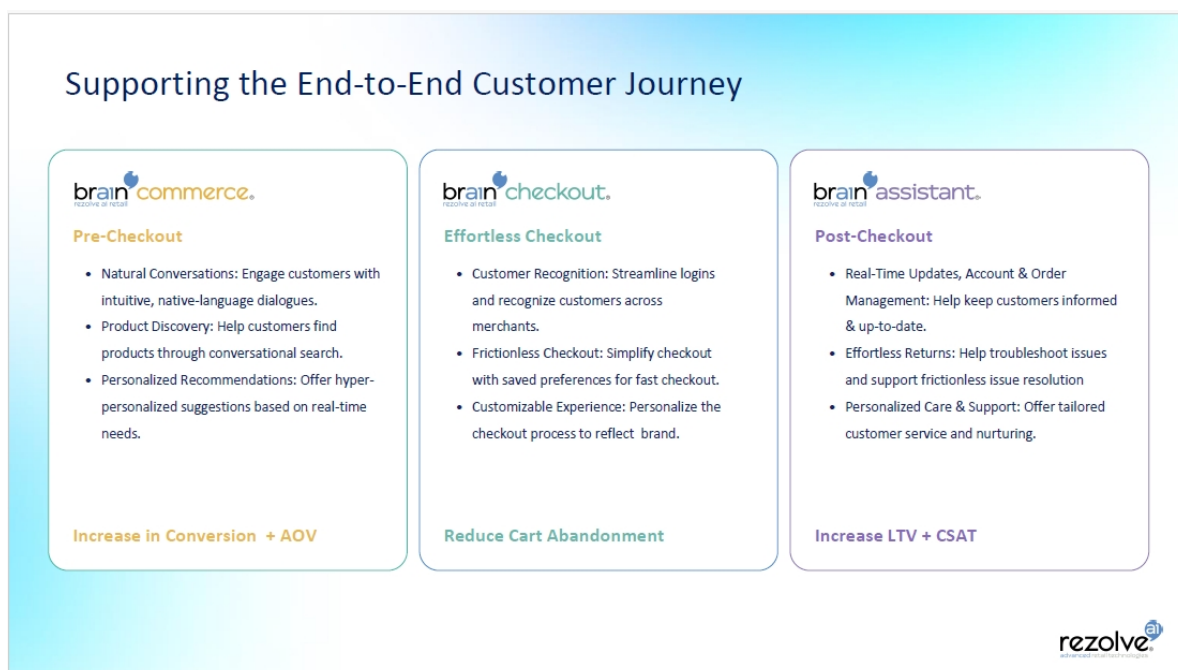 Supporting the End-to-End Customer Journey
brain commerce®
rezolve ai retail
Pre-Checkout
• Natural Conversations: Engage customers with
intuitive, native-language dialogues.
• Product Discovery: Help customers find
products through conversational search.
• Personalized Recommendations: Offer hyper-
personalized suggestions based on real-time
needs.
Increase in Conversion + AOV
brain checkout®
rezolve ai retail
Effortless Checkout
• Customer Recognition: Streamline logins
and recognize customers across
merchants.
• Frictionless Checkout: Simplify checkout
with saved preferences for fast checkout.
• Customizable Experience: Personalize the
checkout process to reflect brand.
Reduce Cart Abandonment
brain assistant®
rezolve ai retail
Post-Checkout
• Real-Time Updates, Account & Order
Management: Help keep customers informed
& up-to-date.
• Effortless Returns: Help troubleshoot issues
and support frictionless issue resolution
• Personalized Care & Support: Offer tailored
customer service and nurturing.
Increase LTV + CSAT
rezolve ai®
advanced retail technologies